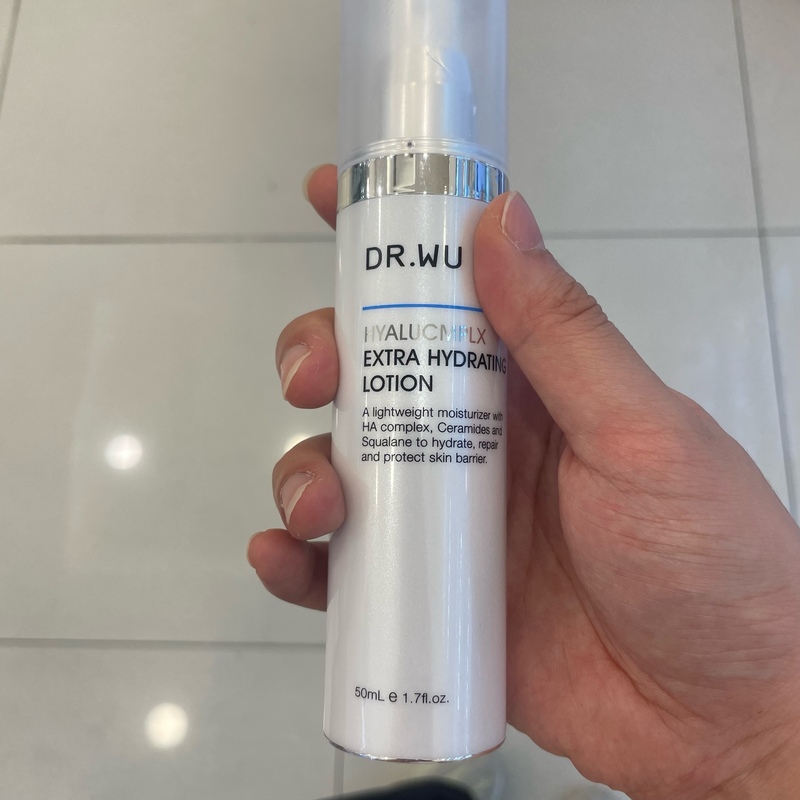 DR.WU
HYALUCMPLX
EXTRA HYDRATING
LOTION
A lightweight moisturizer with
HA complex, Ceramides and
Squalane to hydrate, repair
and protect skin barrier.
50mL e 1.7fl.oz.